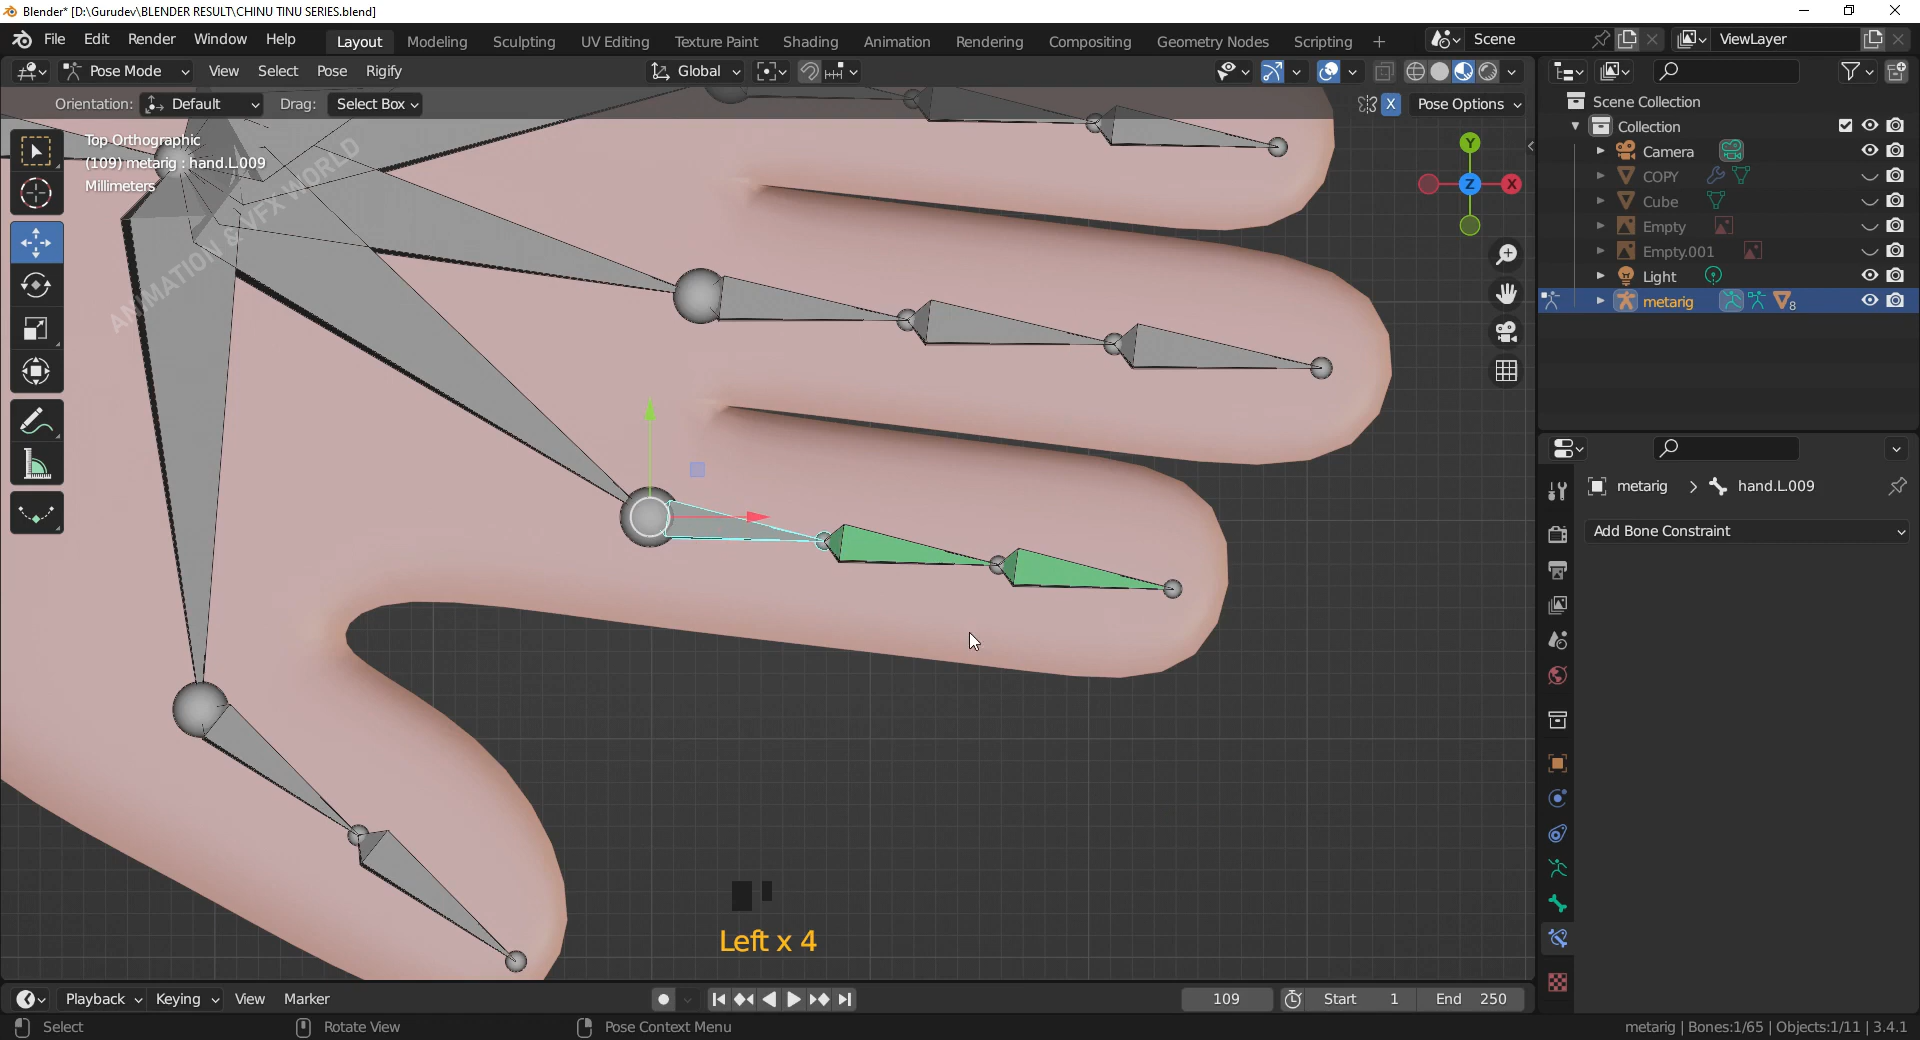 Blender* [D:\Gurudev\BLENDER RESULT\CHINU TINU SERIES.blend]
File Edit Render Window Help Layout Modeling Sculpting UV Editing Texture Paint Shading Animation Rendering Compositing Geometry Nodes Scripting + Scene ViewLayer
Pose Mode View Select Pose Rigify Global
Orientation: Default Drag: Select Box X Pose Options
Top Orthographic
(109) metarig : hand.L.009
Millimeters
ANIMATION & VFX WORLD
Y
X
Z
Scene Collection
Collection
Camera
COPY
Cube
Empty
Empty.001
Light
metarig 8
metarig > hand.L.009
Add Bone Constraint
Left x 4
Playback Keying View Marker 109 Start 1 End 250
Select Rotate View Pose Context Menu metarig | Bones:1/65 | Objects:1/11 | 3.4.1